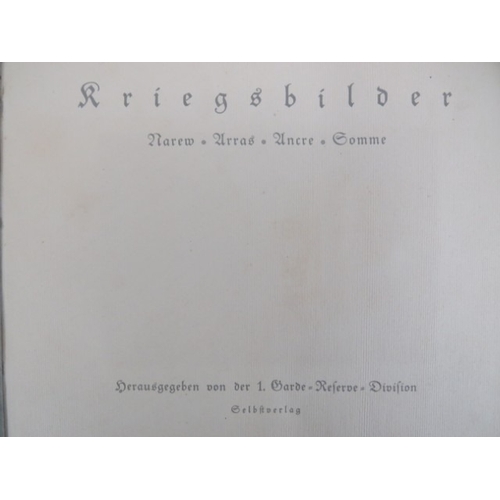 Kriegsbilder
Narew * Arras * Ancre * Somme
Herausgegeben von der 1. Garde-Reserve-Division
Selbstverlag